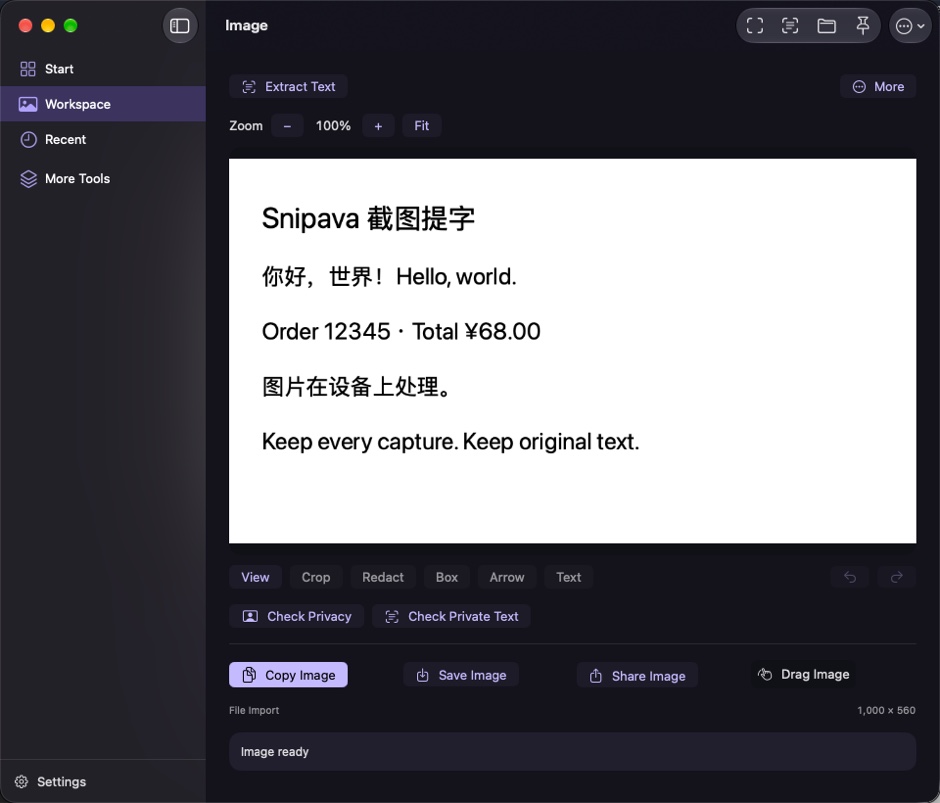 Image
Start
Workspace
Recent
More Tools
Settings
Extract Text
More
Zoom − 100% + Fit
Snipava 截图提字
你好，世界！Hello, world.
Order 12345 · Total ¥68.00
图片在设备上处理。
Keep every capture. Keep original text.
View Crop Redact Box Arrow Text
Check Privacy Check Private Text
Copy Image Save Image Share Image Drag Image
File Import 1,000 × 560
Image ready